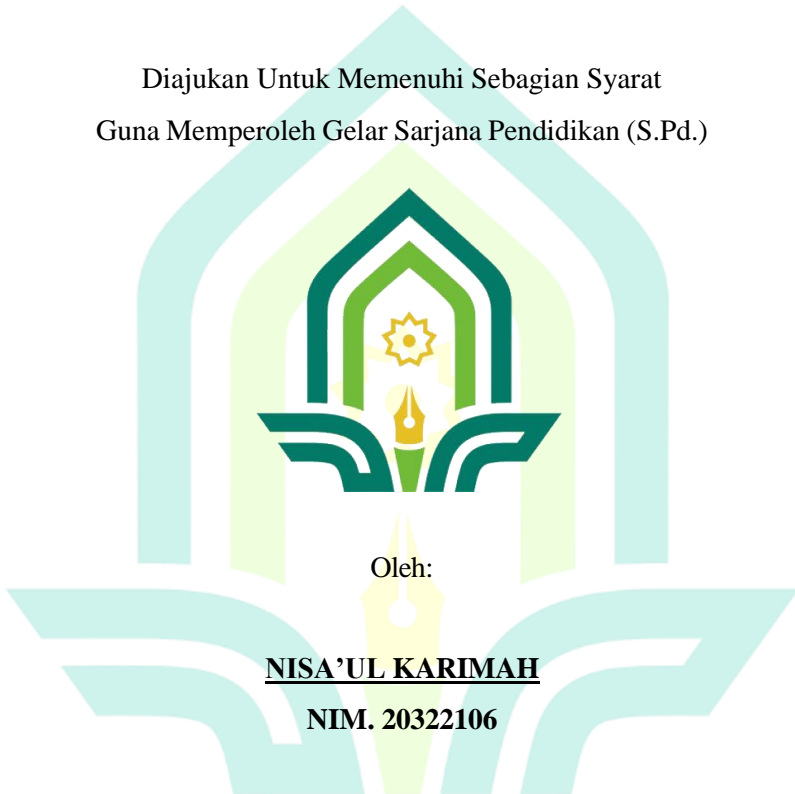 Diajukan Untuk Memenuhi Sebagian Syarat
Guna Memperoleh Gelar Sarjana Pendidikan (S.Pd.)
Oleh:
NISA’UL KARIMAH
NIM. 20322106